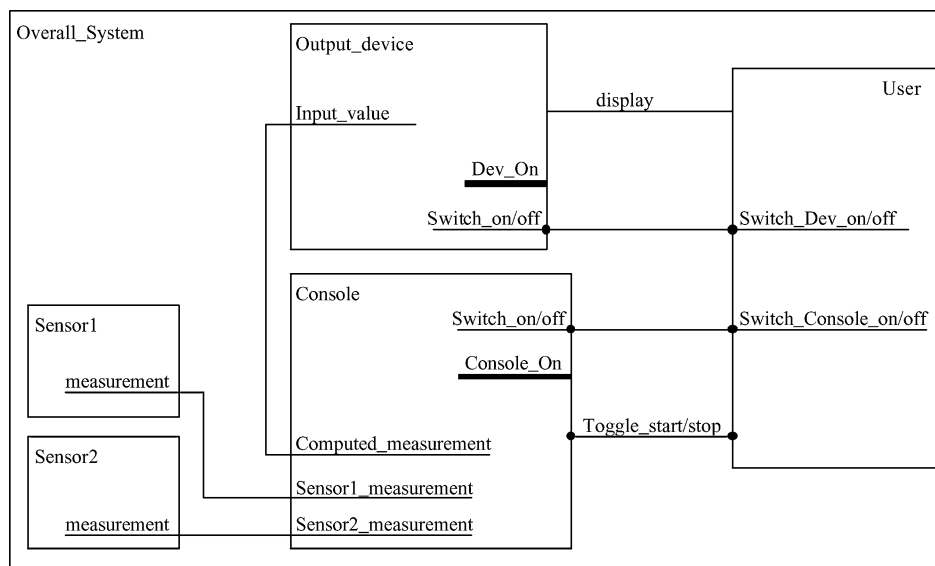 Overall_System
Output_device
User
display
Input_value
Dev_On
Switch_on/off
Switch_Dev_on/off
Console
Sensor1
Switch_on/off
Switch_Console_on/off
Console_On
measurement
Toggle_start/stop
Computed_measurement
Sensor2
Sensor1_measurement
measurement
Sensor2_measurement